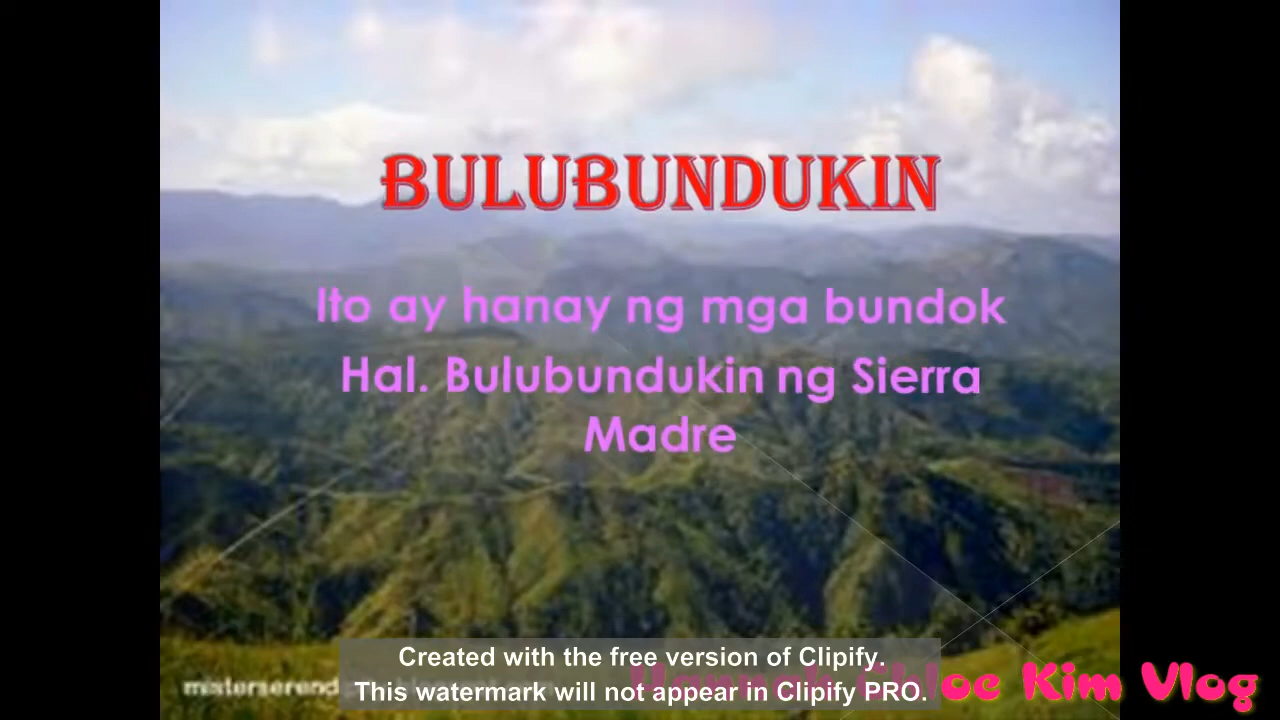 BULUBUNDUKIN
Ito ay hanay ng mga bundok
Hal. Bulubundukin ng Sierra
Madre
Created with the free version of Clipify.
This watermark will not appear in Clipify PRO.
Kim Vlog